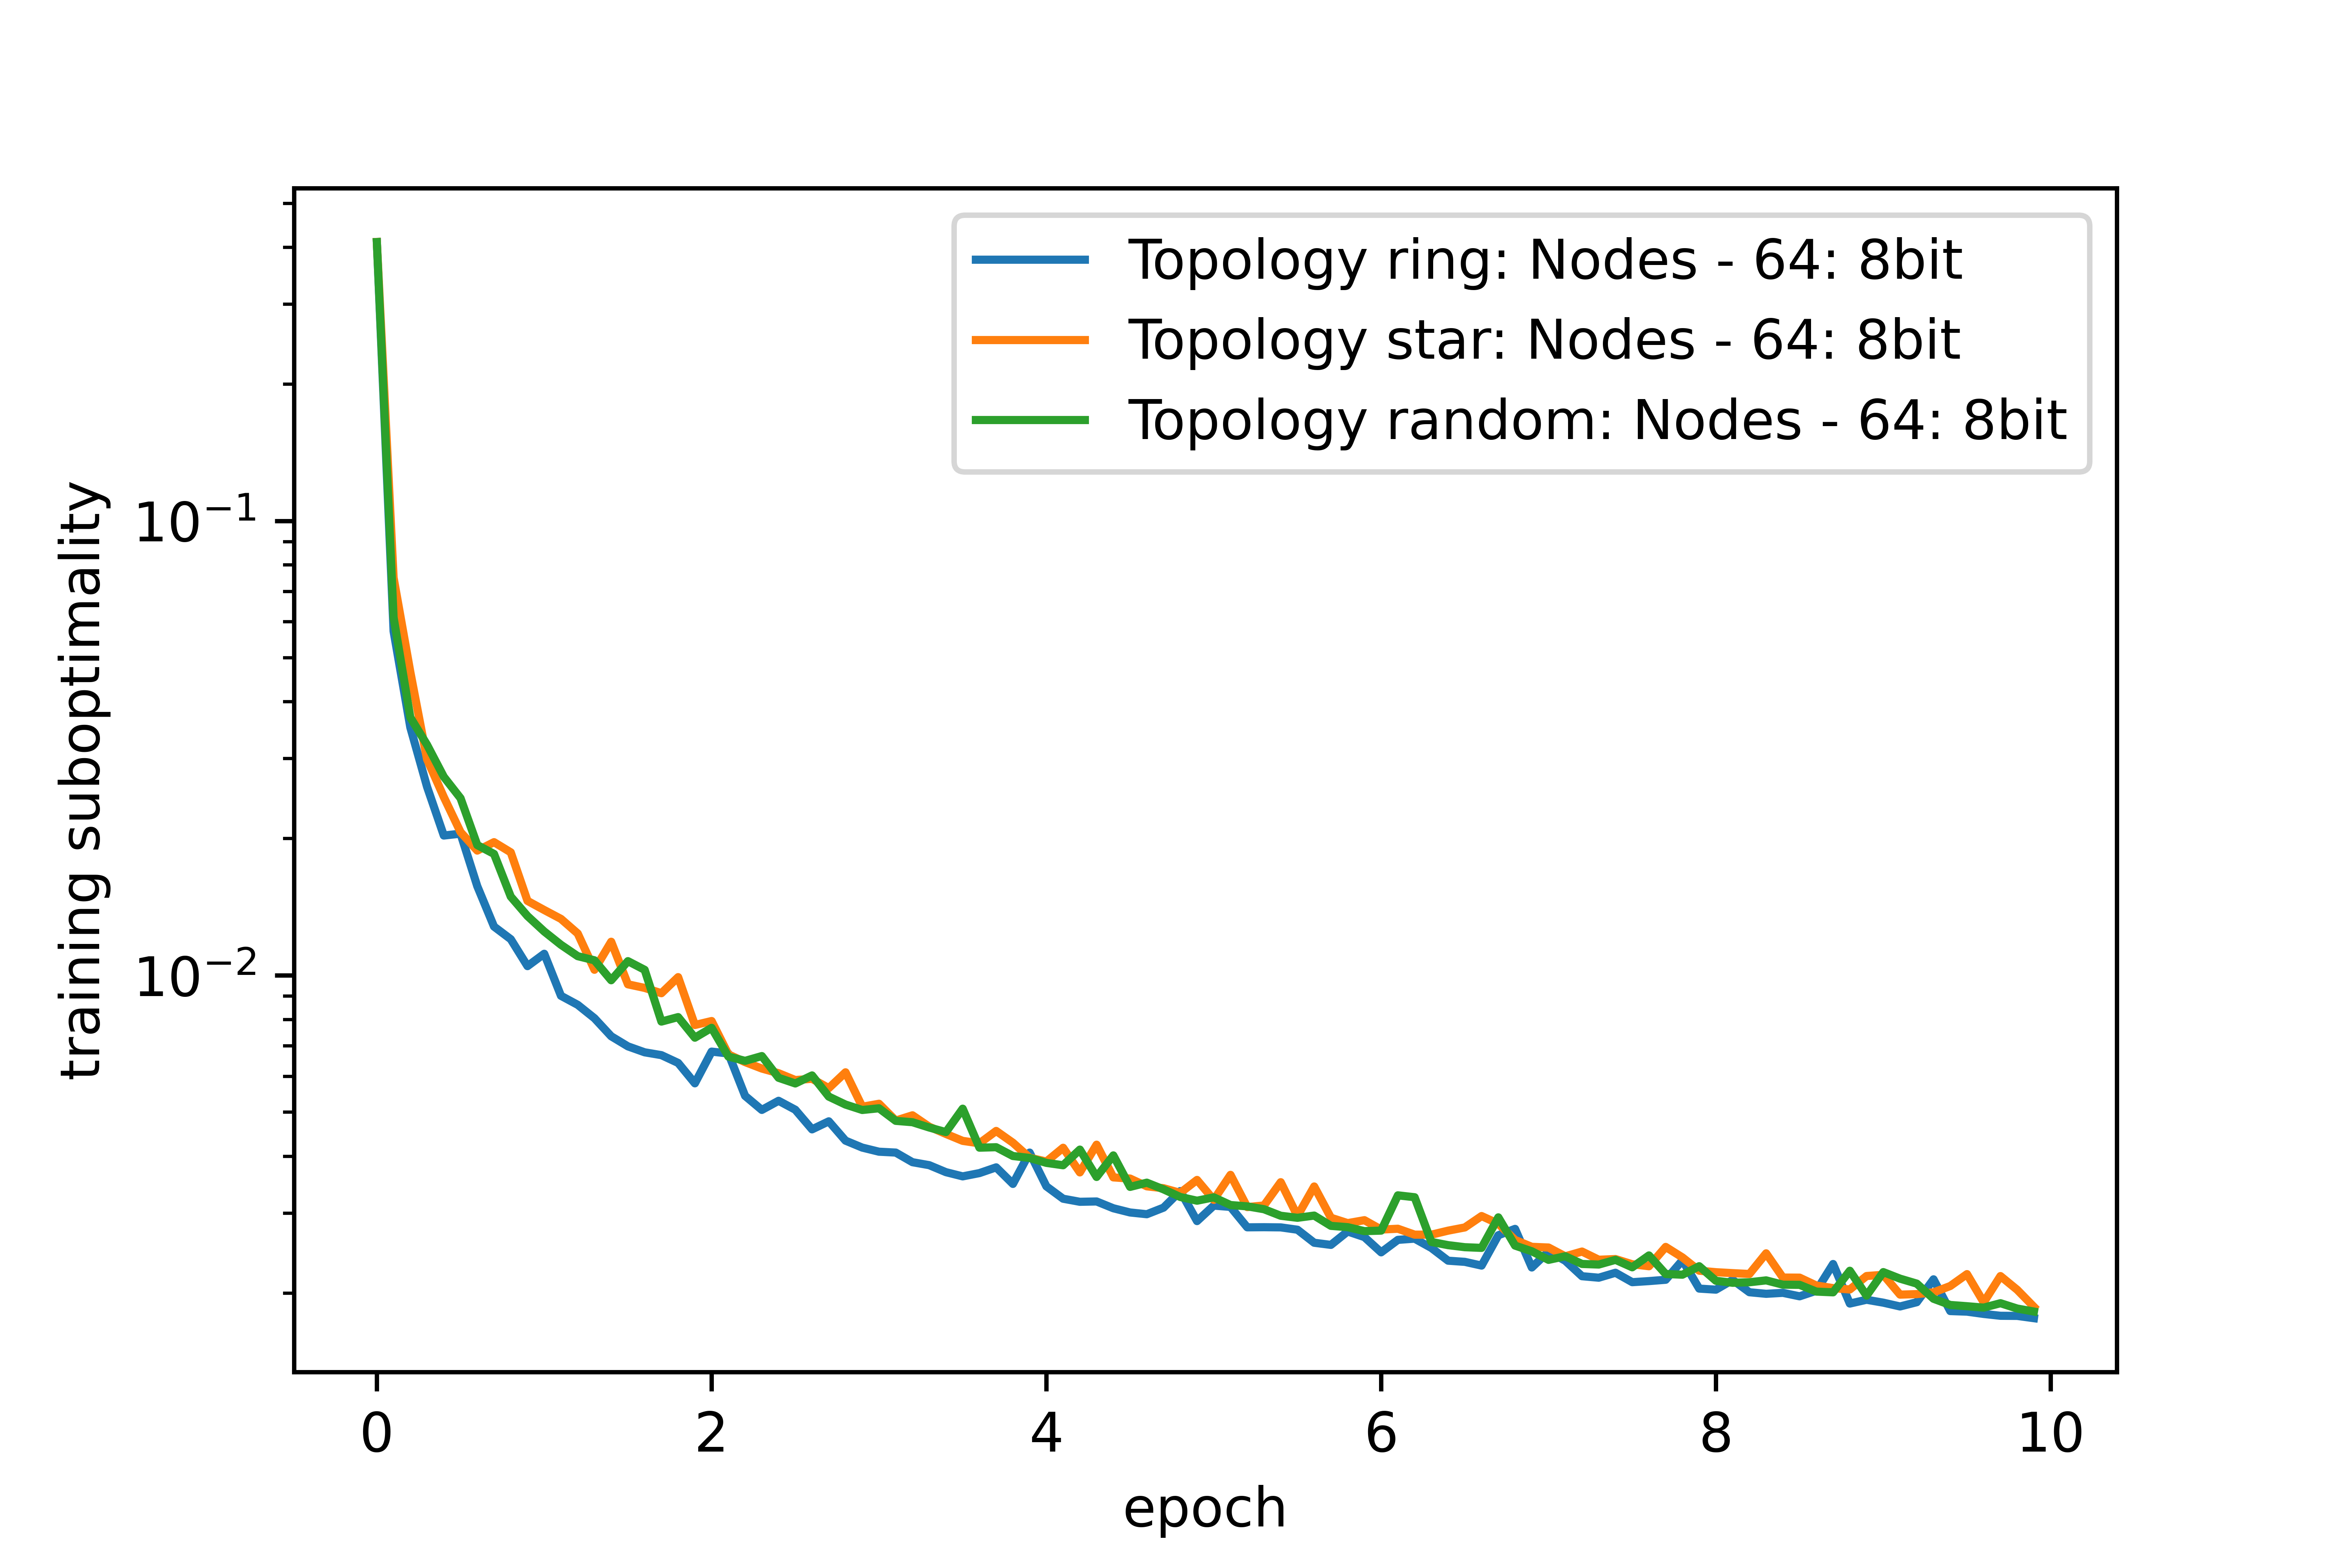 Topology ring: Nodes - 64: 8bit
Topology star: Nodes - 64: 8bit
Topology random: Nodes - 64: 8bit
training suboptimality
10⁻¹
10⁻²
0 2 4 6 8 10
epoch